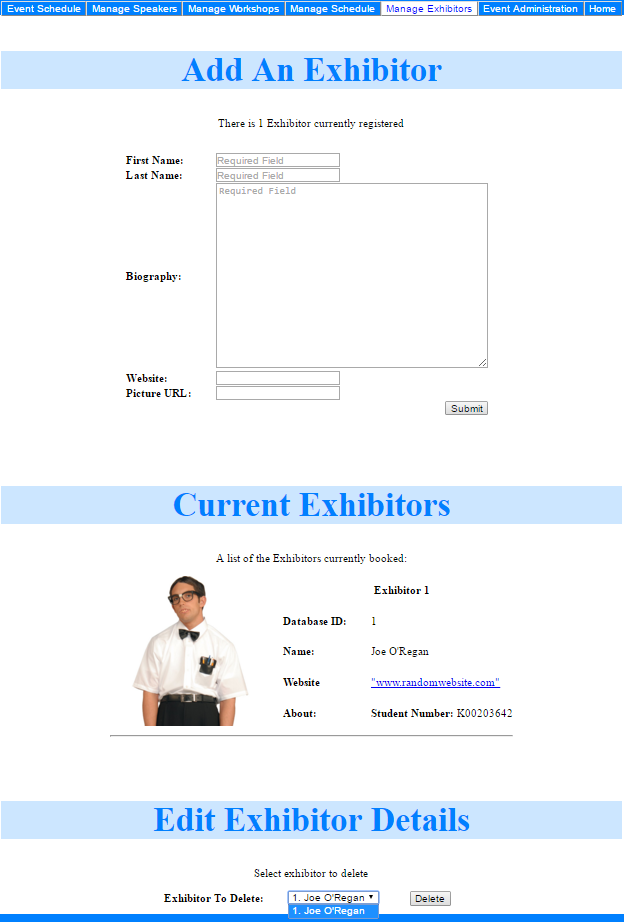 Event Schedule Manage Speakers Manage Workshops Manage Schedule Manage Exhibitors Event Administration Home
Add An Exhibitor
There is 1 Exhibitor currently registered
First Name: Required Field
Last Name: Required Field
Required Field
Biography:
Website:
Picture URL:
Submit
Current Exhibitors
A list of the Exhibitors currently booked:
Exhibitor 1
Database ID: 1
Name: Joe O'Regan
Website "www.randomwebsite.com"
About: Student Number: K00203642
Edit Exhibitor Details
Select exhibitor to delete
Exhibitor To Delete: 1. Joe O'Regan Delete
1. Joe O'Regan